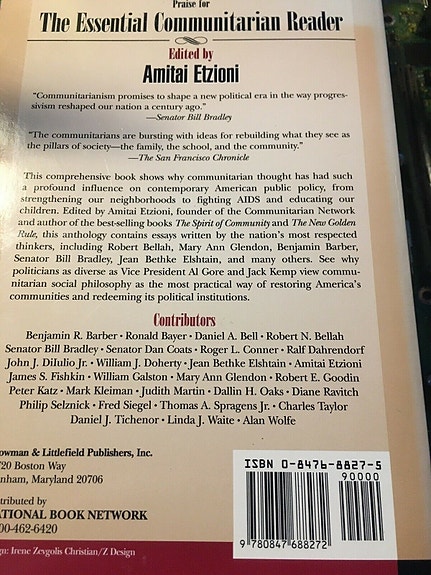 Praise for
The Essential Communitarian Reader
Edited by
Amitai Etzioni
“Communitarianism promises to shape a new political era in the way progres-
sivism reshaped our nation a century ago.”
—Senator Bill Bradley
“The communitarians are bursting with ideas for rebuilding what they see as
the pillars of society—the family, the school, and the community.”
—The San Francisco Chronicle
This comprehensive book shows why communitarian thought has had such
a profound influence on contemporary American public policy, from
strengthening our neighborhoods to fighting AIDS and educating our
children. Edited by Amitai Etzioni, founder of the Communitarian Network
and author of the best-selling books The Spirit of Community and The New Golden
Rule, this anthology contains essays written by the nation's most respected
thinkers, including Robert Bellah, Mary Ann Glendon, Benjamin Barber,
Senator Bill Bradley, Jean Bethke Elshtain, and many others. See why
politicians as diverse as Vice President Al Gore and Jack Kemp view commu-
nitarian social philosophy as the most practical way of restoring America's
communities and redeeming its political institutions.
Contributors
Benjamin R. Barber • Ronald Bayer • Daniel A. Bell • Robert N. Bellah
Senator Bill Bradley • Senator Dan Coats • Roger L. Conner • Ralf Dahrendorf
John J. DiIulio Jr. • William J. Doherty • Jean Bethke Elshtain • Amitai Etzioni
James S. Fishkin • William Galston • Mary Ann Glendon • Robert E. Goodin
Peter Katz • Mark Kleiman • Judith Martin • Dallin H. Oaks • Diane Ravitch
Philip Selznick • Fred Siegel • Thomas A. Spragens Jr. • Charles Taylor
Daniel J. Tichenor • Linda J. Waite • Alan Wolfe
owman & Littlefield Publishers, Inc.
720 Boston Way
nham, Maryland 20706
tributed by
ATIONAL BOOK NETWORK
00-462-6420
ign: Irene Zevgolis Christian/Z Design
ISBN 0-8476-8827-5
90000
9 780847 688272